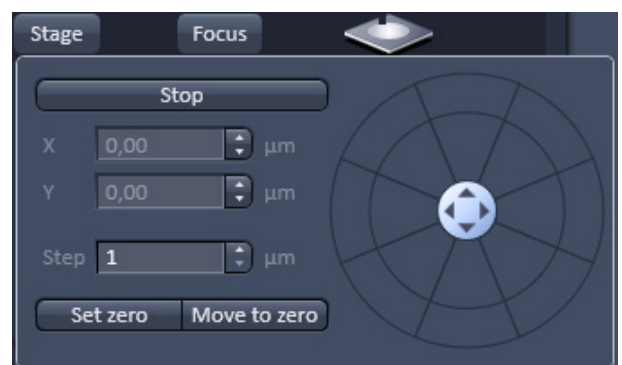 Stage Focus
Stop
X 0,00 µm
Y 0,00 µm
Step 1 µm
Set zero Move to zero